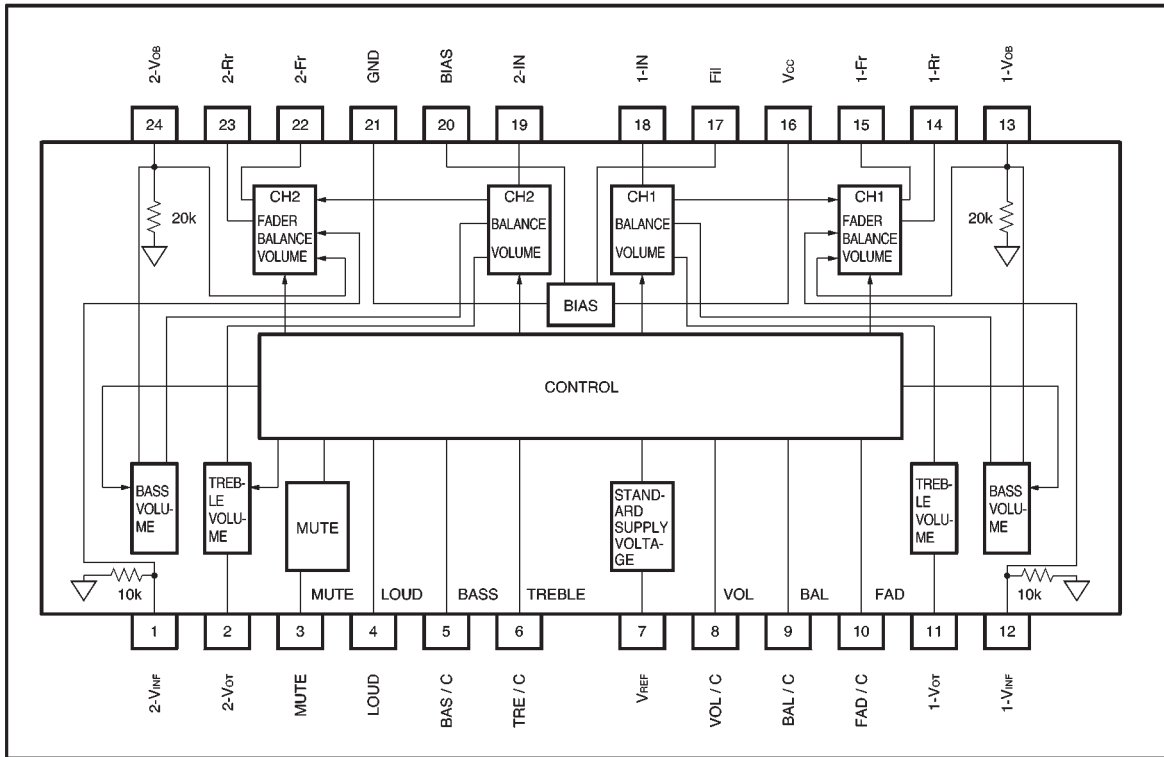 2-VOB
2-Rr
2-Fr
GND
BIAS
2-IN
1-IN
Fil
VCC
1-Fr
1-Rr
1-VOB
24
23
22
21
20
19
18
17
16
15
14
13
20k
CH2
FADER
BALANCE
VOLUME
CH2
BALANCE
VOLUME
CH1
BALANCE
VOLUME
CH1
FADER
BALANCE
VOLUME
20k
BIAS
CONTROL
BASS
VOLU-
ME
TREB-
LE
VOLU-
ME
MUTE
STAND-
ARD
SUPPLY
VOLTA-
GE
TREB-
LE
VOLU-
ME
BASS
VOLU-
ME
10k
MUTE
LOUD
BASS
TREBLE
VOL
BAL
FAD
10k
1
2
3
4
5
6
7
8
9
10
11
12
2-VINF
2-VOT
MUTE
LOUD
BAS / C
TRE / C
VREF
VOL / C
BAL / C
FAD / C
1-VOT
1-VINF